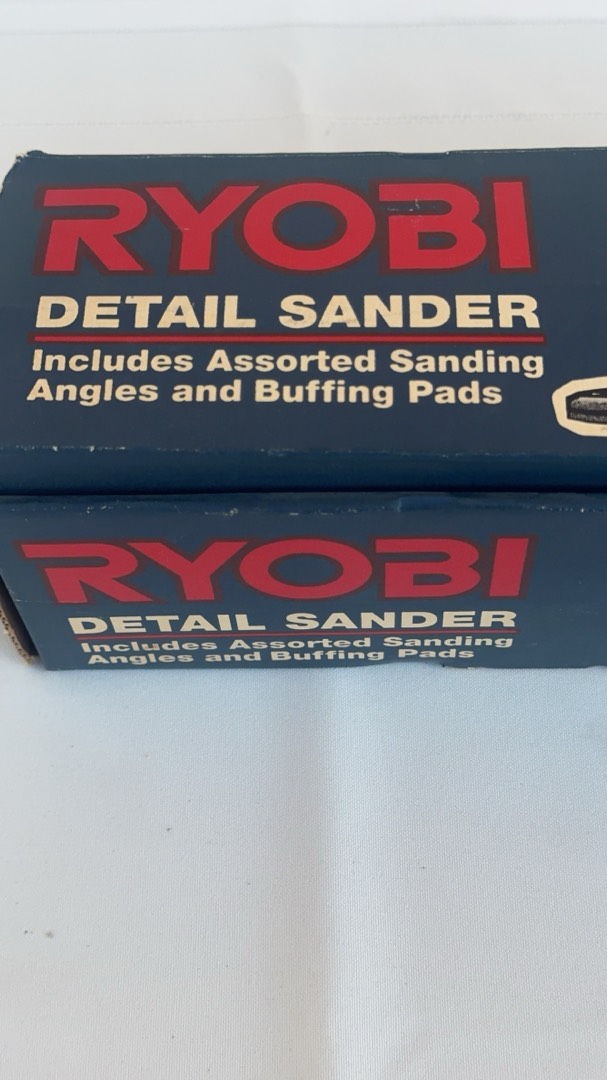 RYOBI
DETAIL SANDER
Includes Assorted Sanding
Angles and Buffing Pads
RYOBI
DETAIL SANDER
Includes Assorted Sanding
Angles and Buffing Pads